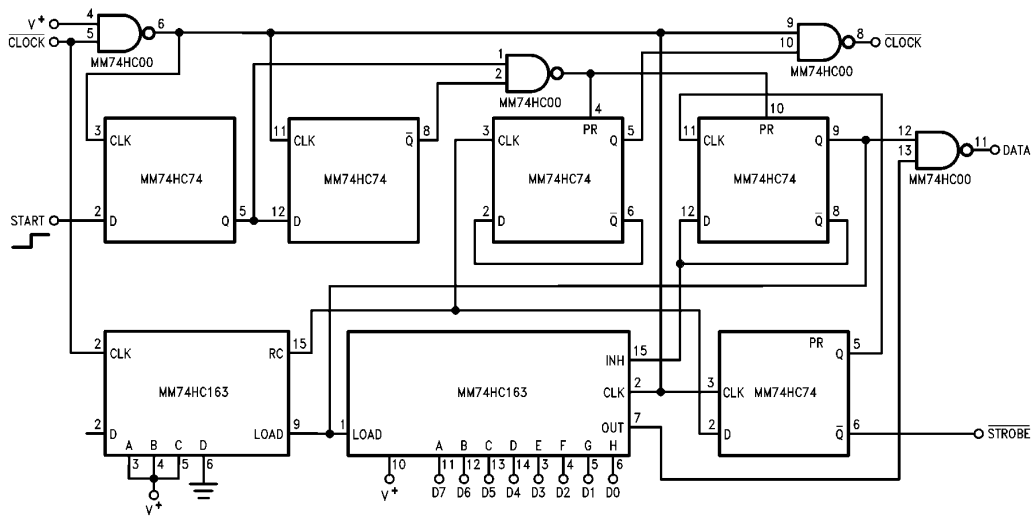 V+ 4 6 9 8 C̅L̅O̅C̅K̅
C̅L̅O̅C̅K̅ 5 10
MM74HC00 1 MM74HC00
2
MM74HC00
3 CLK 11 CLK Q̅ 8 4 PR 10 PR
3 CLK Q 5 11 CLK Q 9 12 11 DATA
13
MM74HC00
MM74HC74 MM74HC74 MM74HC74 MM74HC74
START 2 D Q 5 12 D 2 D Q̅ 6 12 D Q̅ 8
2 CLK RC 15 INH 15 PR Q 5
MM74HC163 MM74HC163 CLK 2 3 CLK MM74HC74
OUT 7
2 D LOAD 9 1 LOAD 2 D Q̅ 6 S̅T̅R̅O̅B̅E̅
A B C D A B C D E F G H
3 4 5 6 10 11 12 13 14 3 4 5 6
V+ V+ D7 D6 D5 D4 D3 D2 D1 D0